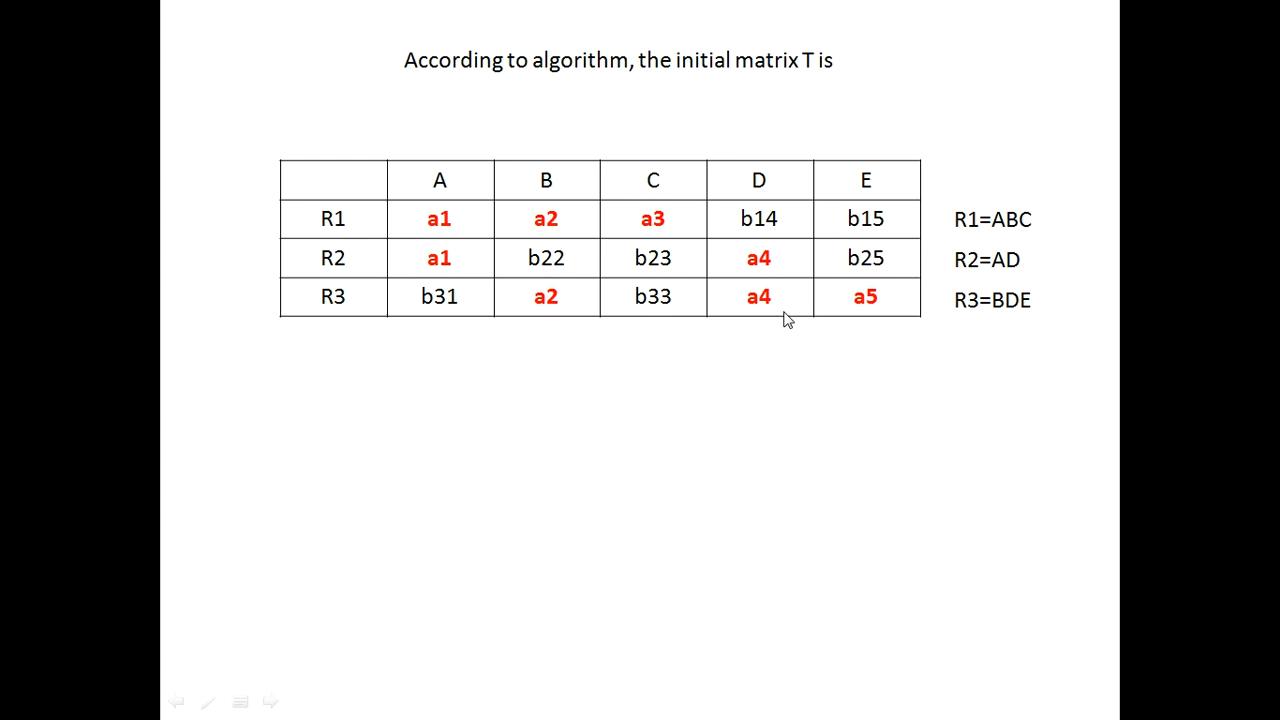 According to algorithm, the initial matrix T is
A B C D E
R1 a1 a2 a3 b14 b15 R1=ABC
R2 a1 b22 b23 a4 b25 R2=AD
R3 b31 a2 b33 a4 a5 R3=BDE